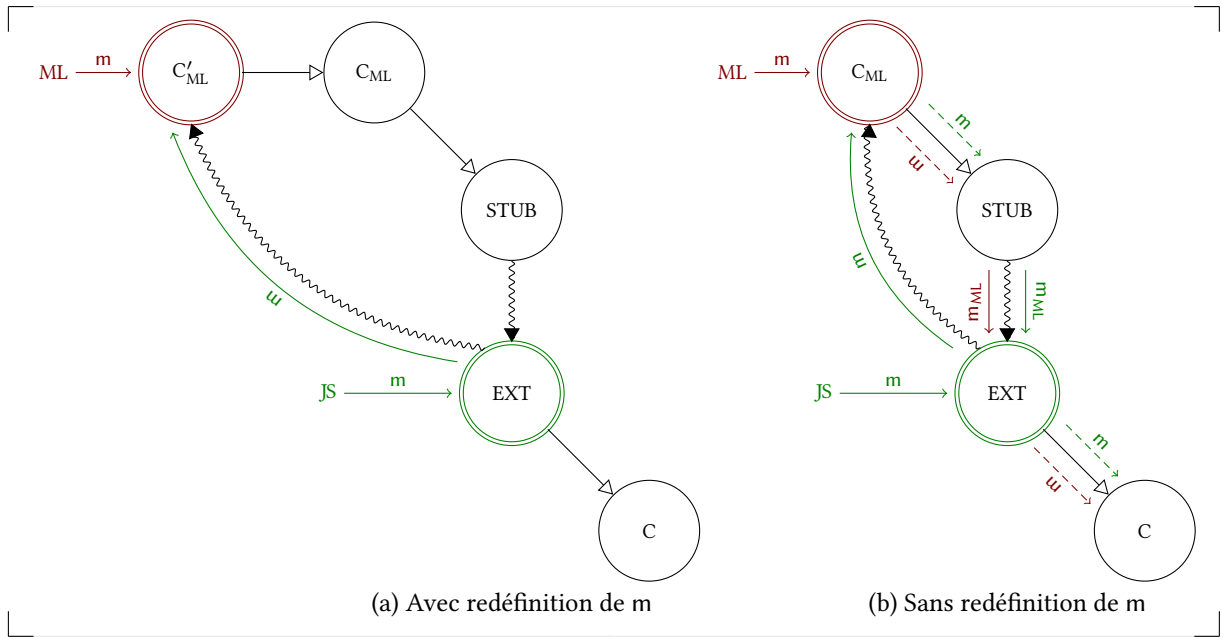 ML
m
C′ML
CML
STUB
m
JS
m
EXT
C
(a) Avec redéfinition de m
ML
m
CML
m
m
STUB
m
mML
mML
JS
m
EXT
m
m
C
(b) Sans redéfinition de m